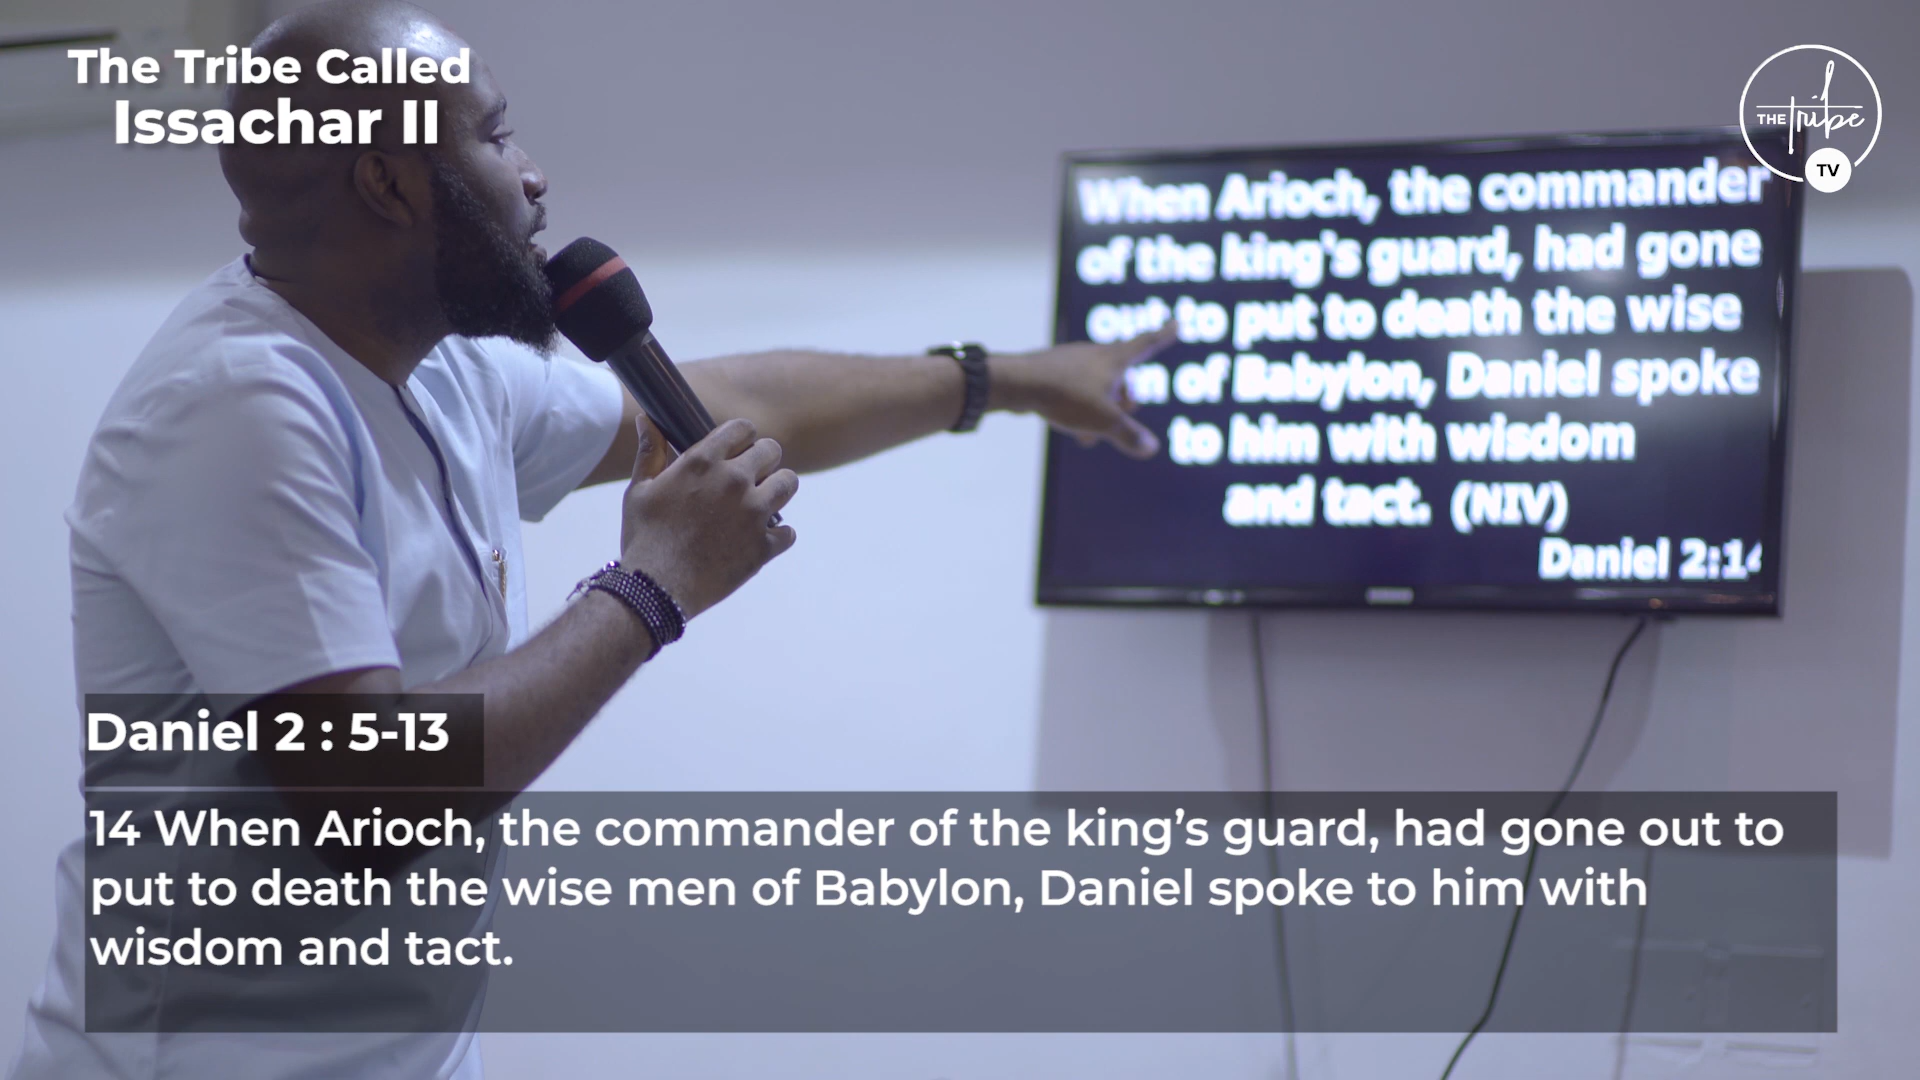 The Tribe Called
Issachar II
THE tribe
TV
When Arioch, the commander
of the king's guard, had gone
out to put to death the wise
of Babylon, Daniel spoke
to him with wisdom
and tact. (NIV)
Daniel 2:14
Daniel 2 : 5-13
14 When Arioch, the commander of the king’s guard, had gone out to
put to death the wise men of Babylon, Daniel spoke to him with
wisdom and tact.